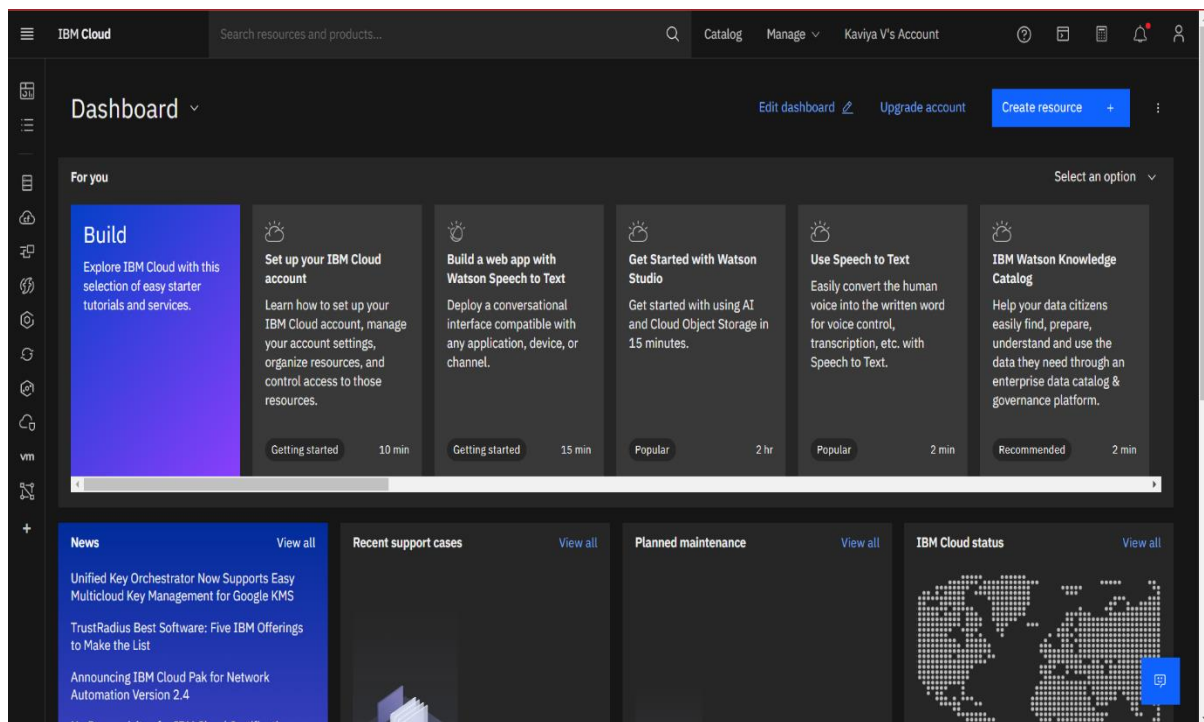 IBM Cloud
Search resources and products...
Catalog
Manage
Kaviya V's Account
Dashboard
Edit dashboard
Upgrade account
Create resource +
For you
Select an option
Build
Explore IBM Cloud with this
selection of easy starter
tutorials and services.
Set up your IBM Cloud
account
Learn how to set up your
IBM Cloud account, manage
your account settings,
organize resources, and
control access to those
resources.
Getting started
10 min
Build a web app with
Watson Speech to Text
Deploy a conversational
interface compatible with
any application, device, or
channel.
Getting started
15 min
Get Started with Watson
Studio
Get started with using AI
and Cloud Object Storage in
15 minutes.
Popular
2 hr
Use Speech to Text
Easily convert the human
voice into the written word
for voice control,
transcription, etc. with
Speech to Text.
Popular
2 min
IBM Watson Knowledge
Catalog
Help your data citizens
easily find, prepare,
understand and use the
data they need through an
enterprise data catalog &
governance platform.
Recommended
2 min
vm
+
News
View all
Unified Key Orchestrator Now Supports Easy
Multicloud Key Management for Google KMS
TrustRadius Best Software: Five IBM Offerings
to Make the List
Announcing IBM Cloud Pak for Network
Automation Version 2.4
Recent support cases
View all
Planned maintenance
View all
IBM Cloud status
View all